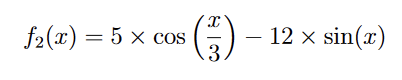 f₂(x) = 5 × cos(x/3) − 12 × sin(x)